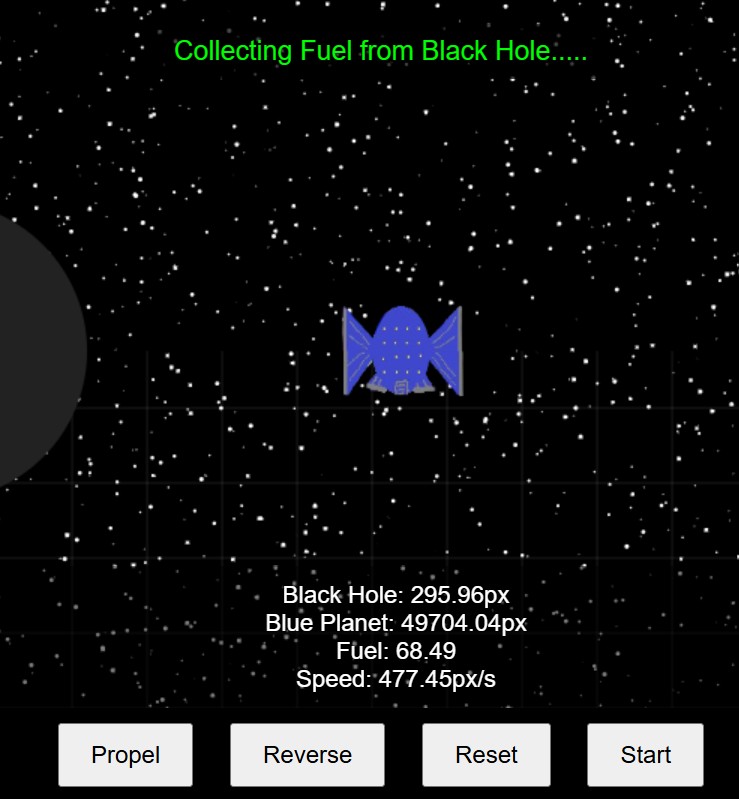 Collecting Fuel from Black Hole.....
Black Hole: 295.96px
Blue Planet: 49704.04px
Fuel: 68.49
Speed: 477.45px/s
Propel
Reverse
Reset
Start